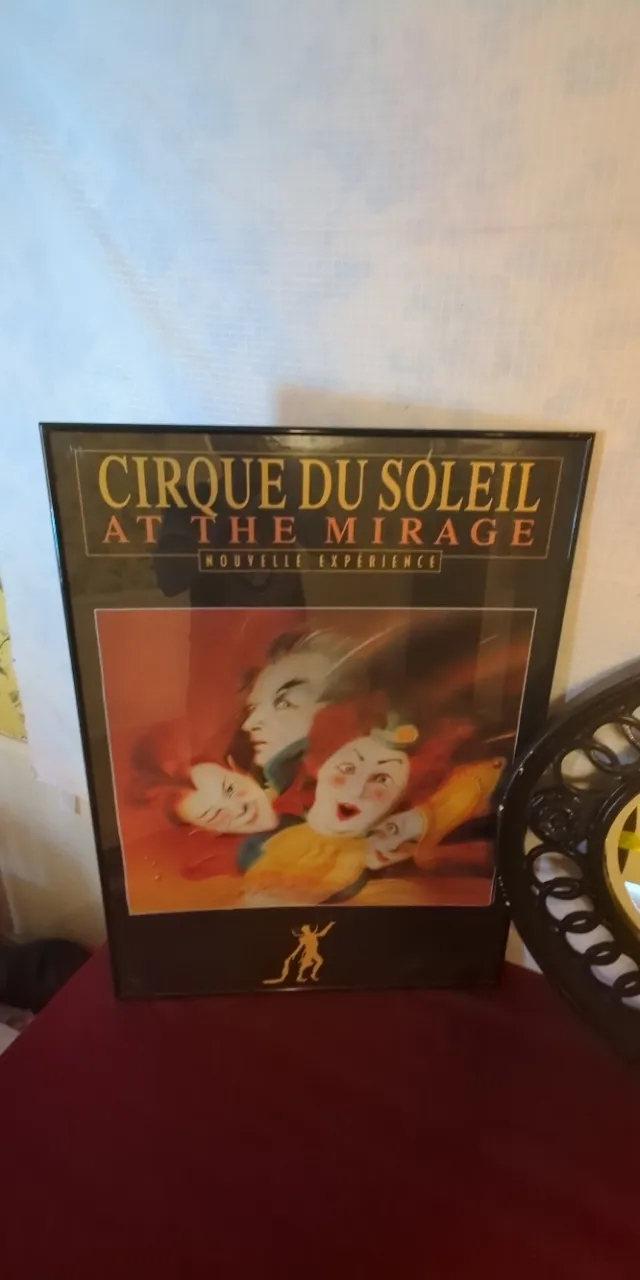 CIRQUE DU SOLEIL
AT THE MIRAGE
NOUVELLE EXPÉRIENCE